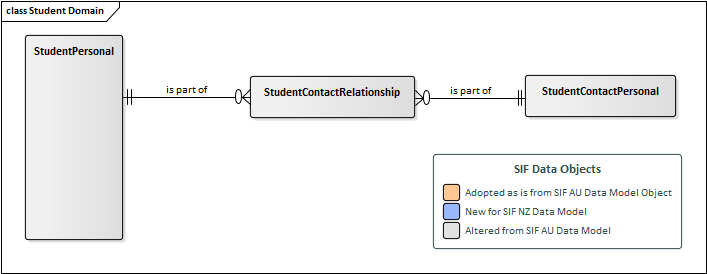 class Student Domain
StudentPersonal
is part of
StudentContactRelationship
is part of
StudentContactPersonal
SIF Data Objects
Adopted as is from SIF AU Data Model Object
New for SIF NZ Data Model
Altered from SIF AU Data Model